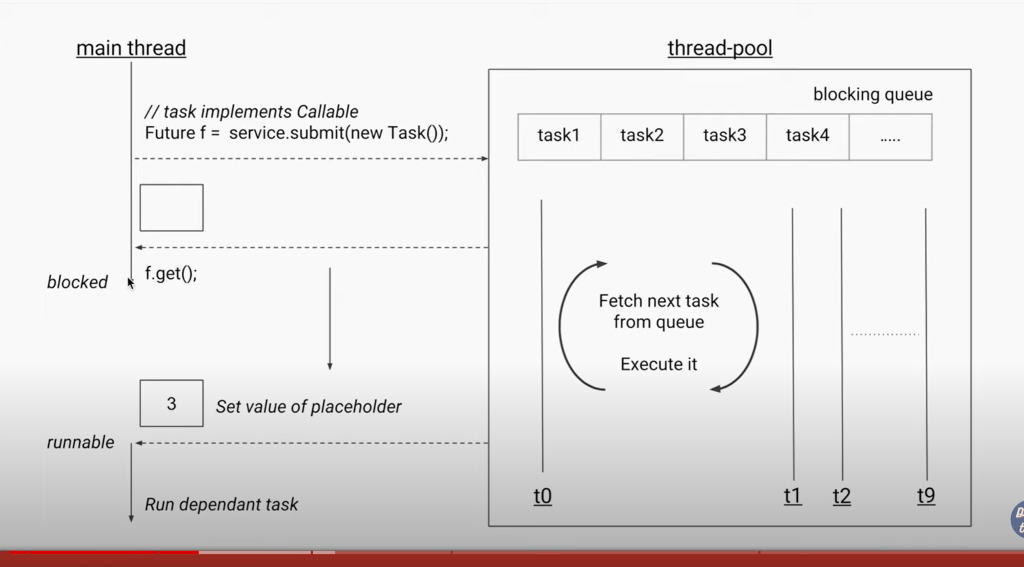 main thread
// task implements Callable
Future f = service.submit(new Task());
f.get();
blocked
3
Set value of placeholder
runnable
Run dependant task
thread-pool
blocking queue
task1 task2 task3 task4 .....
Fetch next task
from queue
Execute it
t0 t1 t2 t9